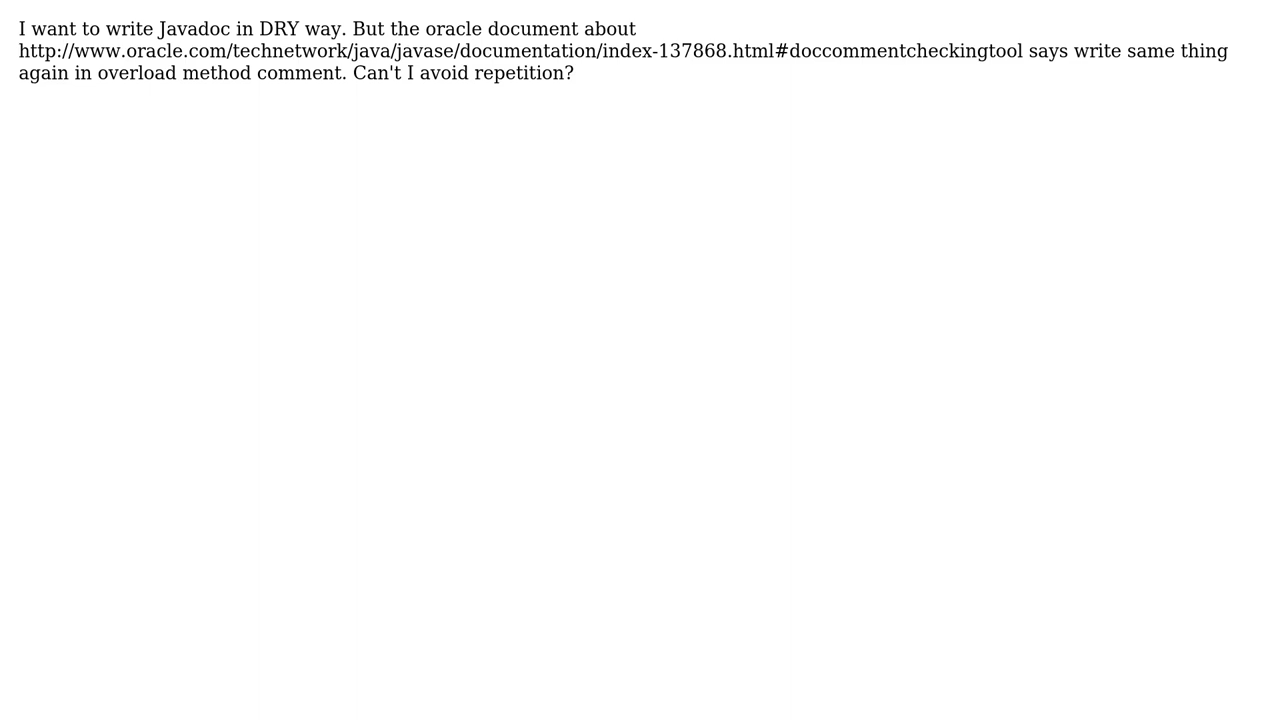 I want to write Javadoc in DRY way. But the oracle document about
http://www.oracle.com/technetwork/java/javase/documentation/index-137868.html#doccommentcheckingtool says write same thing
again in overload method comment. Can't I avoid repetition?